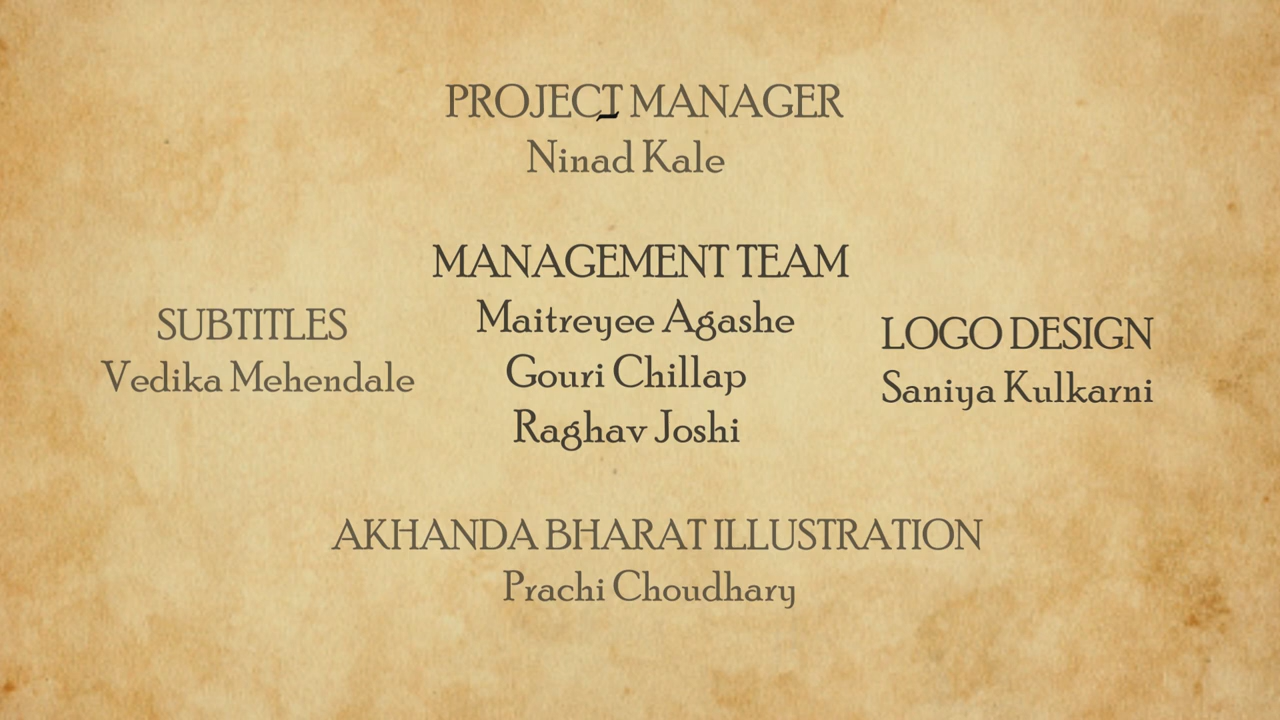 PROJECT MANAGER
Ninad Kale
MANAGEMENT TEAM
Maitreyee Agashe
Gouri Chillap
Raghav Joshi
SUBTITLES
Vedika Mehendale
LOGO DESIGN
Saniya Kulkarni
AKHANDA BHARAT ILLUSTRATION
Prachi Choudhary